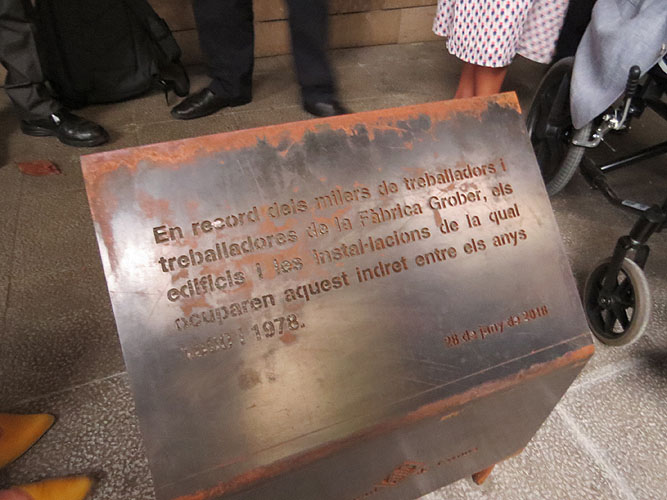 En record dels milers de treballadors i
treballadores de la Fàbrica Grober, els
edificis i les instal·lacions de la qual
ocuparen aquest indret entre els anys
i 1978.
28 de juny de 2018